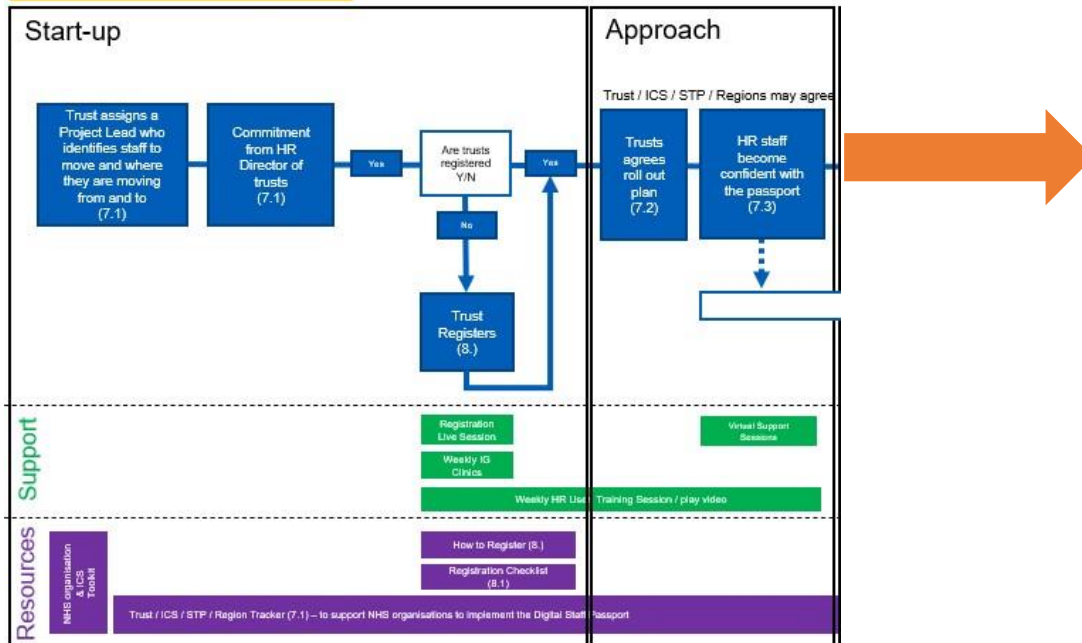 Start-up
Approach
Trust / ICS / STP / Regions may agree
Trust assigns a
Project Lead who
identifies staff to
move and where
they are moving
from and to
(7.1)
Commitment
from HR
Director of
trusts
(7.1)
Yes
Are trusts
registered
Y/N
Yes
No
Trust
Registers
(8.)
Trusts
agrees
roll out
plan
(7.2)
HR staff
become
confident with
the passport
(7.3)
Support
Registration
Live Session
Weekly IG
Clinics
Virtual Support
Sessions
Weekly HR User Training Session / play video
Resources
NHS organisation
& ICS
Toolkit
How to Register (8.)
Registration Checklist
(8.1)
Trust / ICS / STP / Region Tracker (7.1) – to support NHS organisations to implement the Digital Staff Passport